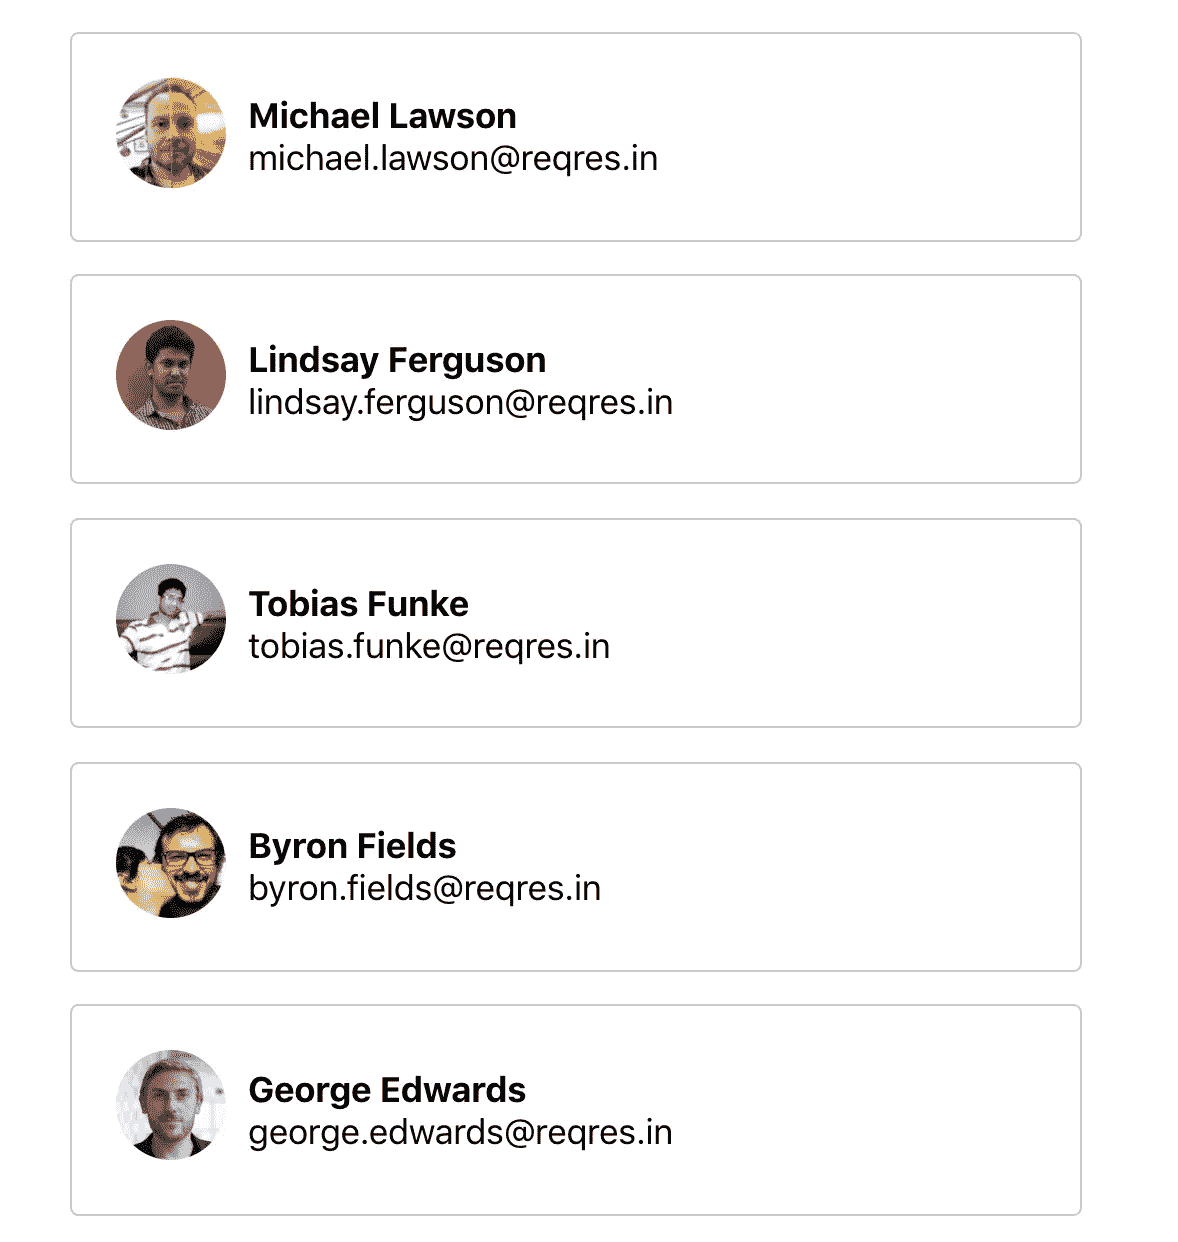 Michael Lawson
michael.lawson@reqres.in
Lindsay Ferguson
lindsay.ferguson@reqres.in
Tobias Funke
tobias.funke@reqres.in
Byron Fields
byron.fields@reqres.in
George Edwards
george.edwards@reqres.in